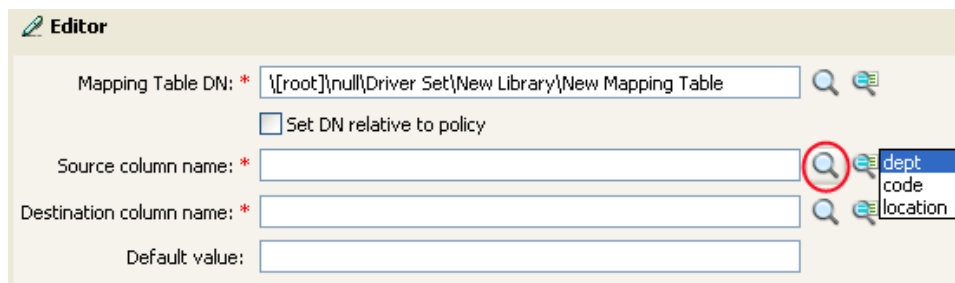 Editor
Mapping Table DN: * \[root]\null\Driver Set\New Library\New Mapping Table
Set DN relative to policy
Source column name: *
dept
code
location
Destination column name: *
Default value: